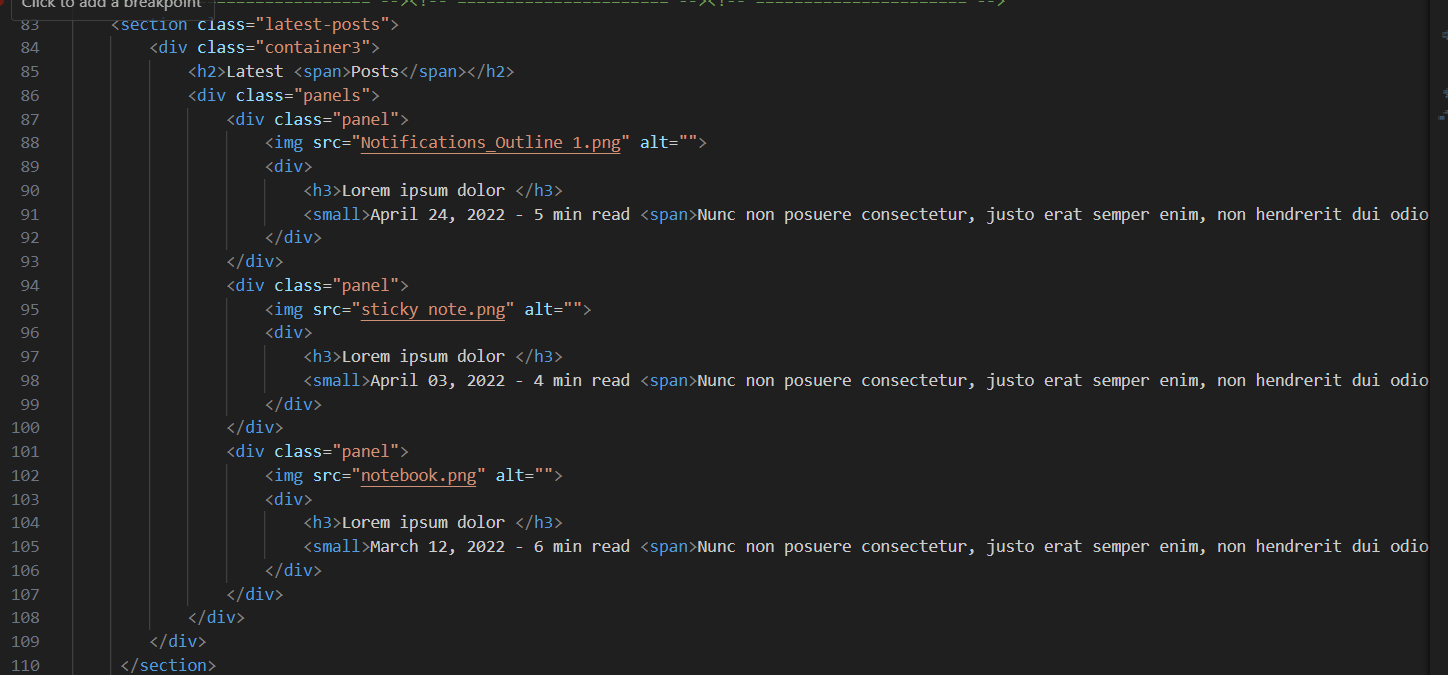 Click to add a breakpoint ================ --><!-- ====================== --><!-- ====================== -->
83 <section class="latest-posts">
84 <div class="container3">
85 <h2>Latest <span>Posts</span></h2>
86 <div class="panels">
87 <div class="panel">
88 <img src="Notifications_Outline 1.png" alt="">
89 <div>
90 <h3>Lorem ipsum dolor </h3>
91 <small>April 24, 2022 - 5 min read <span>Nunc non posuere consectetur, justo erat semper enim, non hendrerit dui odio
92 </div>
93 </div>
94 <div class="panel">
95 <img src="sticky note.png" alt="">
96 <div>
97 <h3>Lorem ipsum dolor </h3>
98 <small>April 03, 2022 - 4 min read <span>Nunc non posuere consectetur, justo erat semper enim, non hendrerit dui odio
99 </div>
100 </div>
101 <div class="panel">
102 <img src="notebook.png" alt="">
103 <div>
104 <h3>Lorem ipsum dolor </h3>
105 <small>March 12, 2022 - 6 min read <span>Nunc non posuere consectetur, justo erat semper enim, non hendrerit dui odio
106 </div>
107 </div>
108 </div>
109 </div>
110 </section>